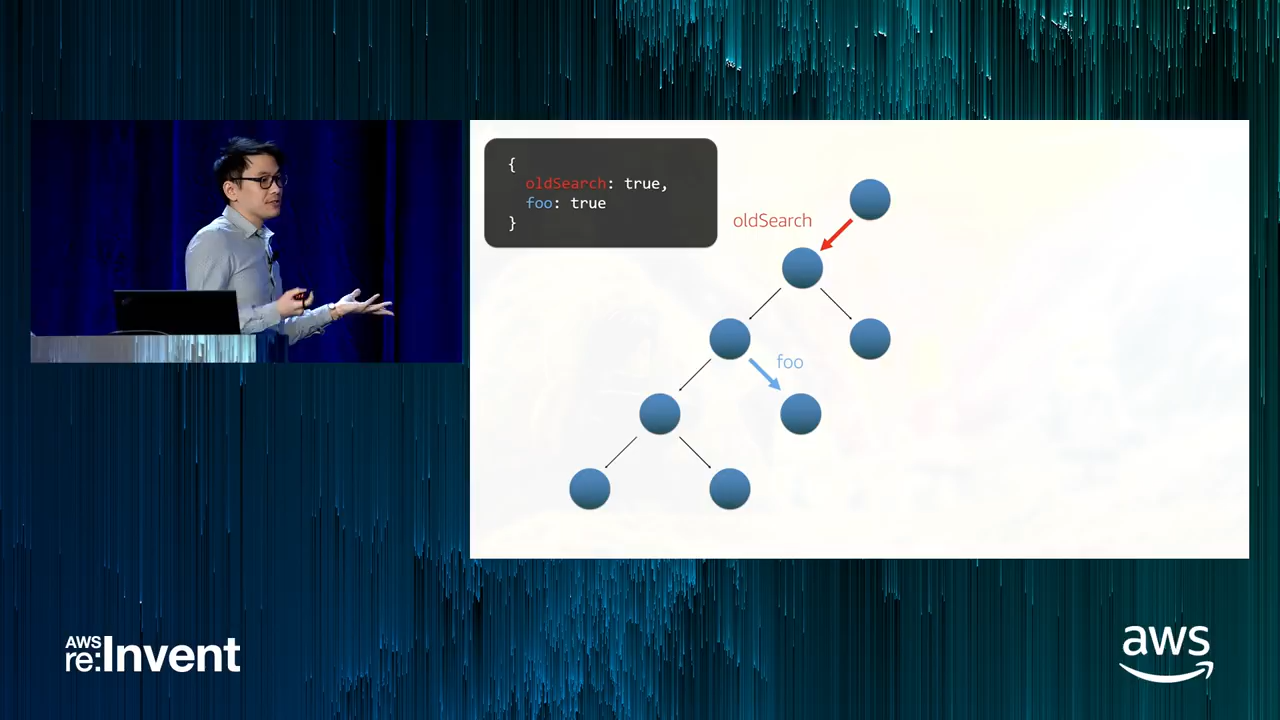 {
oldSearch: true,
foo: true
}
oldSearch
foo
AWS
re:Invent
aws